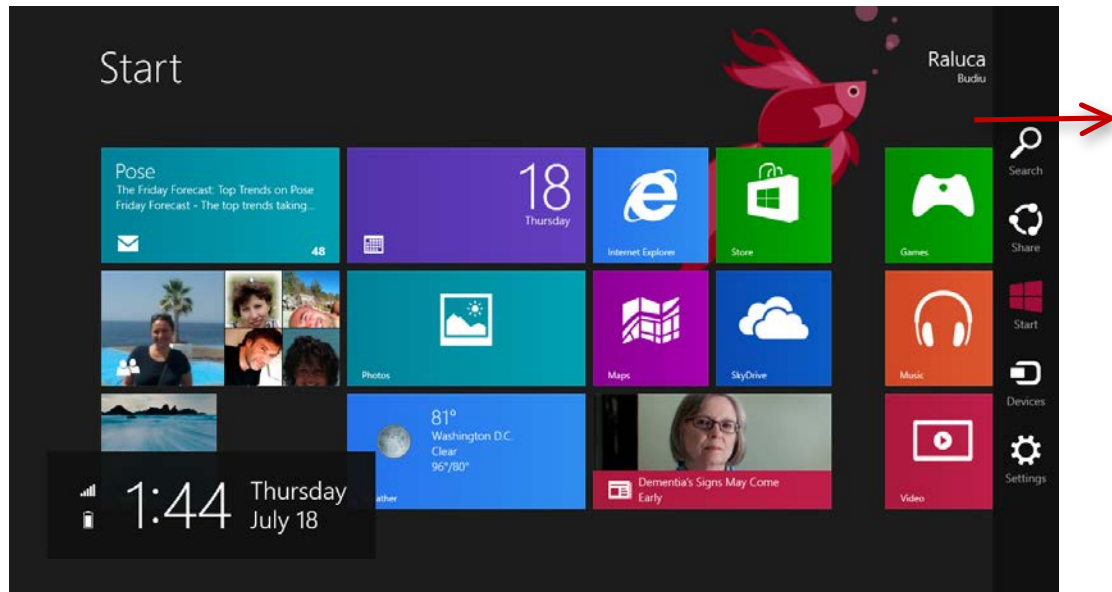 Start
Raluca
Budiu
Pose
The Friday Forecast: Top Trends on Pose
Friday Forecast - The top trends taking...
48
18
Thursday
Internet Explorer
Store
Games
Photos
Maps
SkyDrive
Music
81°
Washington D.C.
Clear
96°/80°
ather
Dementia's Signs May Come
Early
Video
1:44
Thursday
July 18
Search
Share
Start
Devices
Settings